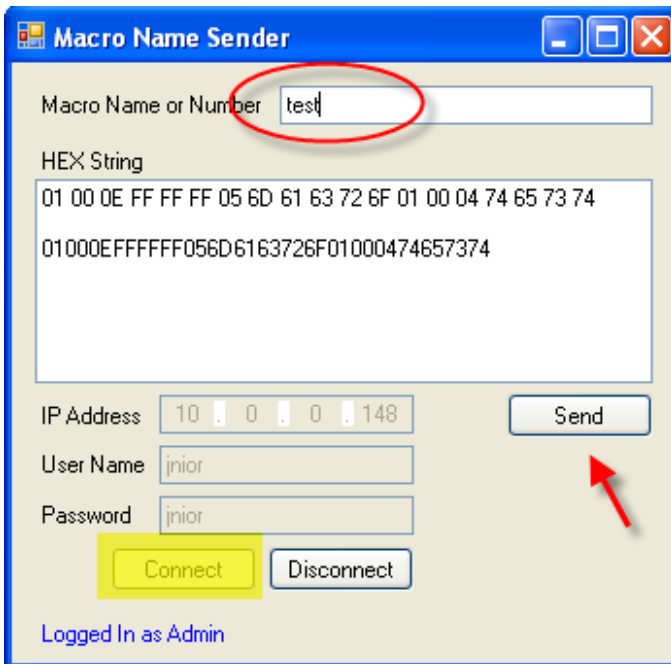 Macro Name Sender
Macro Name or Number test
HEX String
01 00 0E FF FF FF 05 6D 61 63 72 6F 01 00 04 74 65 73 74
01000EFFFFFF056D6163726F01000474657374
IP Address 10 . 0 . 0 . 148
Send
User Name jnior
Password jnior
Connect Disconnect
Logged In as Admin